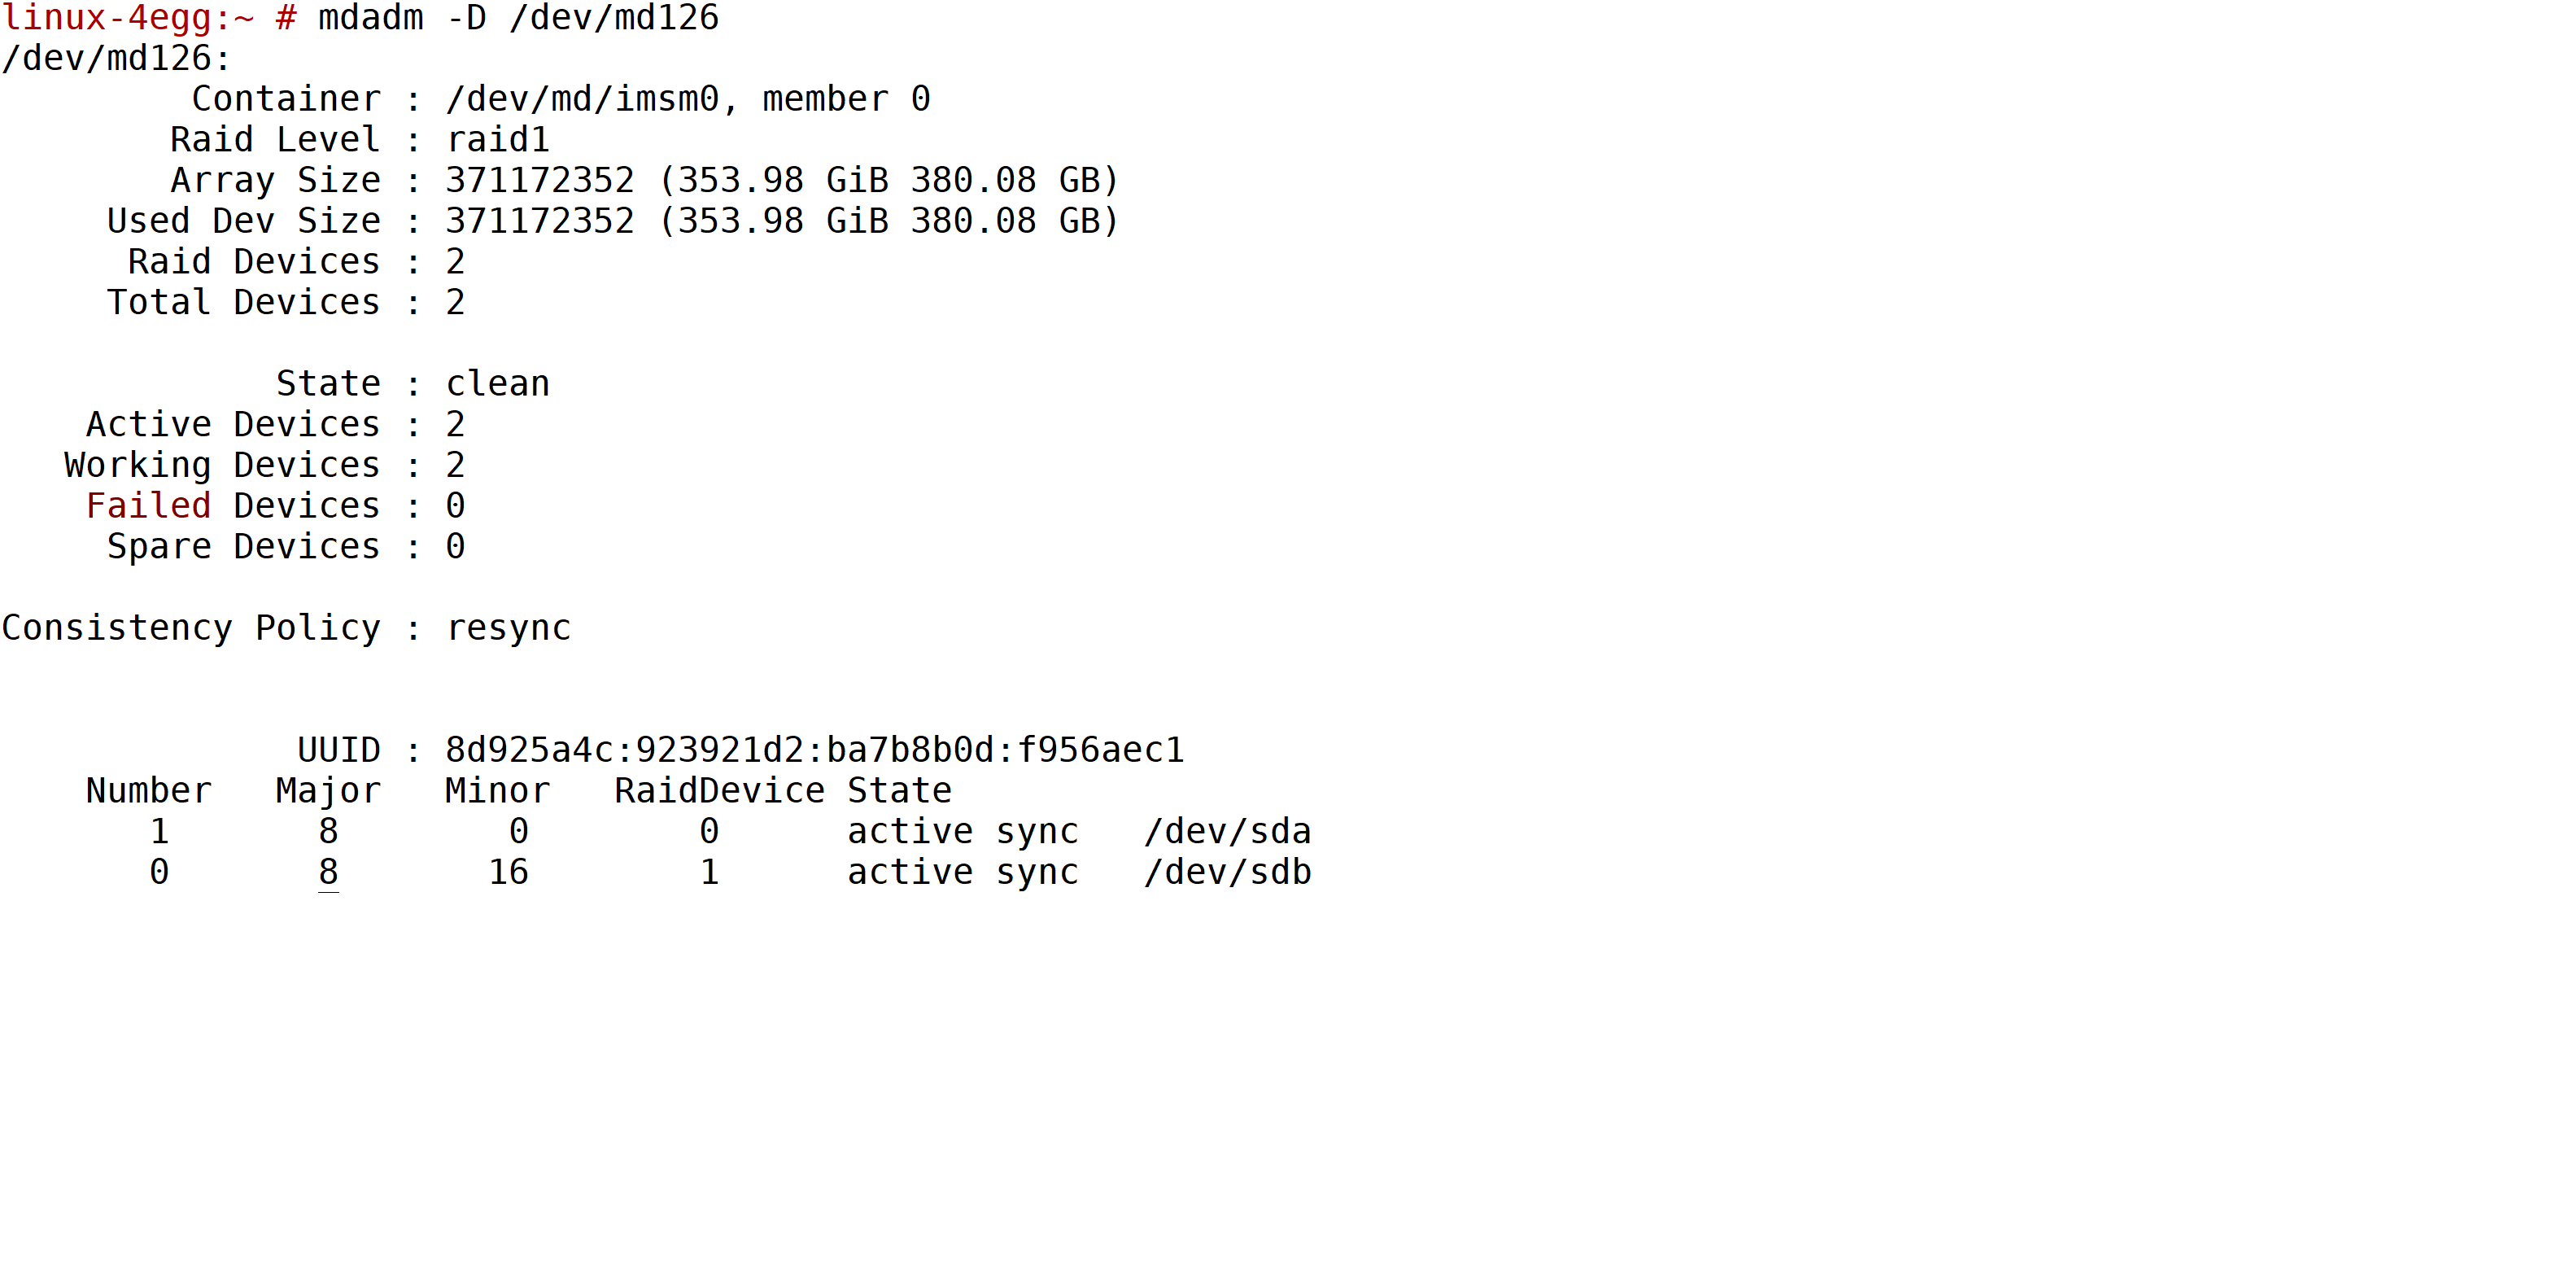 linux-4egg:~ # mdadm -D /dev/md126
/dev/md126:
         Container : /dev/md/imsm0, member 0
        Raid Level : raid1
        Array Size : 371172352 (353.98 GiB 380.08 GB)
     Used Dev Size : 371172352 (353.98 GiB 380.08 GB)
      Raid Devices : 2
     Total Devices : 2

             State : clean
    Active Devices : 2
   Working Devices : 2
    Failed Devices : 0
     Spare Devices : 0

Consistency Policy : resync


              UUID : 8d925a4c:923921d2:ba7b8b0d:f956aec1
    Number   Major   Minor   RaidDevice State
       1       8        0        0      active sync   /dev/sda
       0       8       16        1      active sync   /dev/sdb